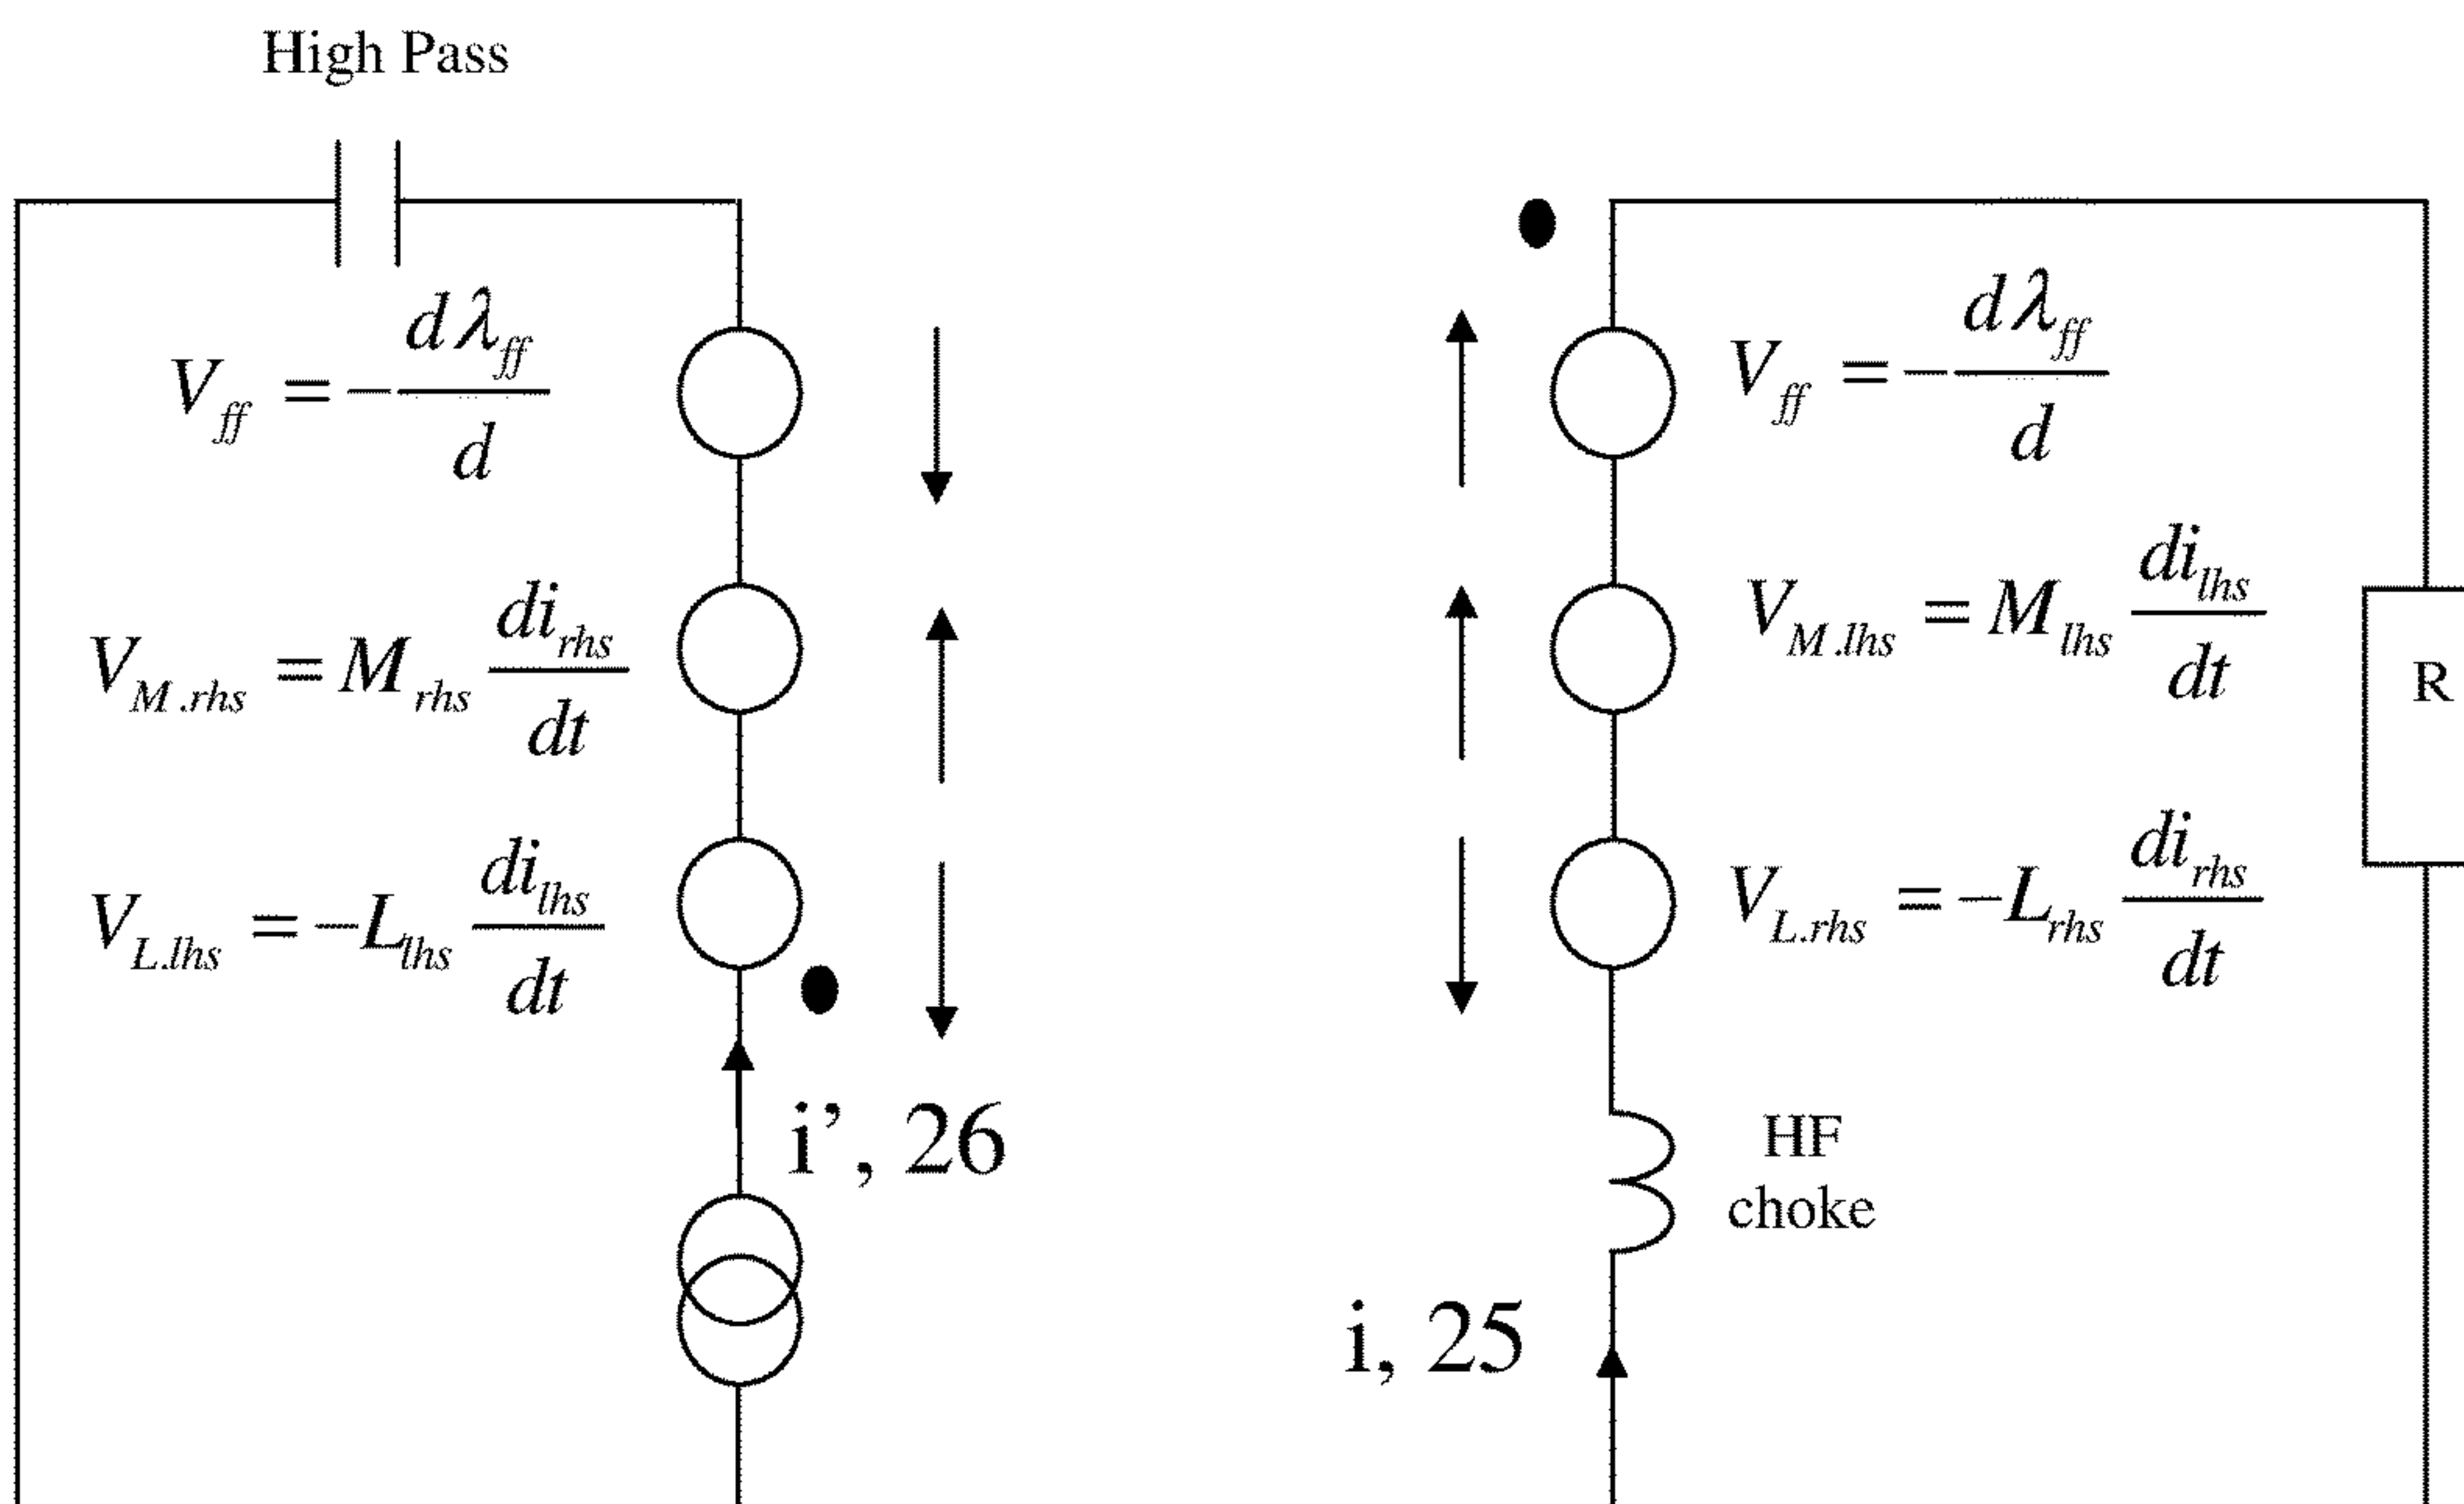 High Pass
V_ff = -dλ_ff/d
V_M.rhs = M_rhs di_rhs/dt
V_L.lhs = -L_lhs di_lhs/dt
i’, 26
V_ff = -dλ_ff/d
V_M.lhs = M_lhs di_lhs/dt
R
V_L.rhs = -L_rhs di_rhs/dt
HF
choke
i, 25